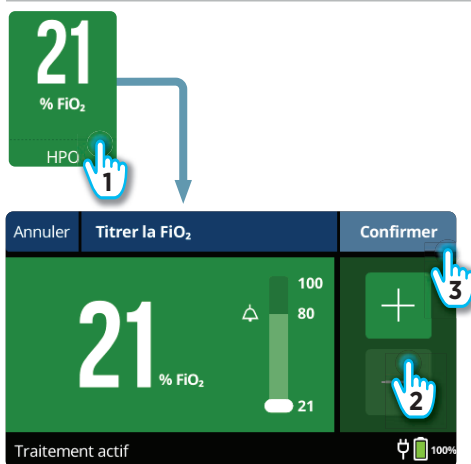 21
% FiO₂
HPO
1
Annuler Titrer la FiO₂ Confirmer
3
100
80
21 % FiO₂
2
21
Traitement actif 100%